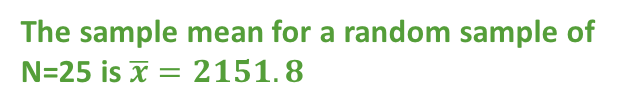 The sample mean for a random sample of
N=25 is x̅ = 2151.8